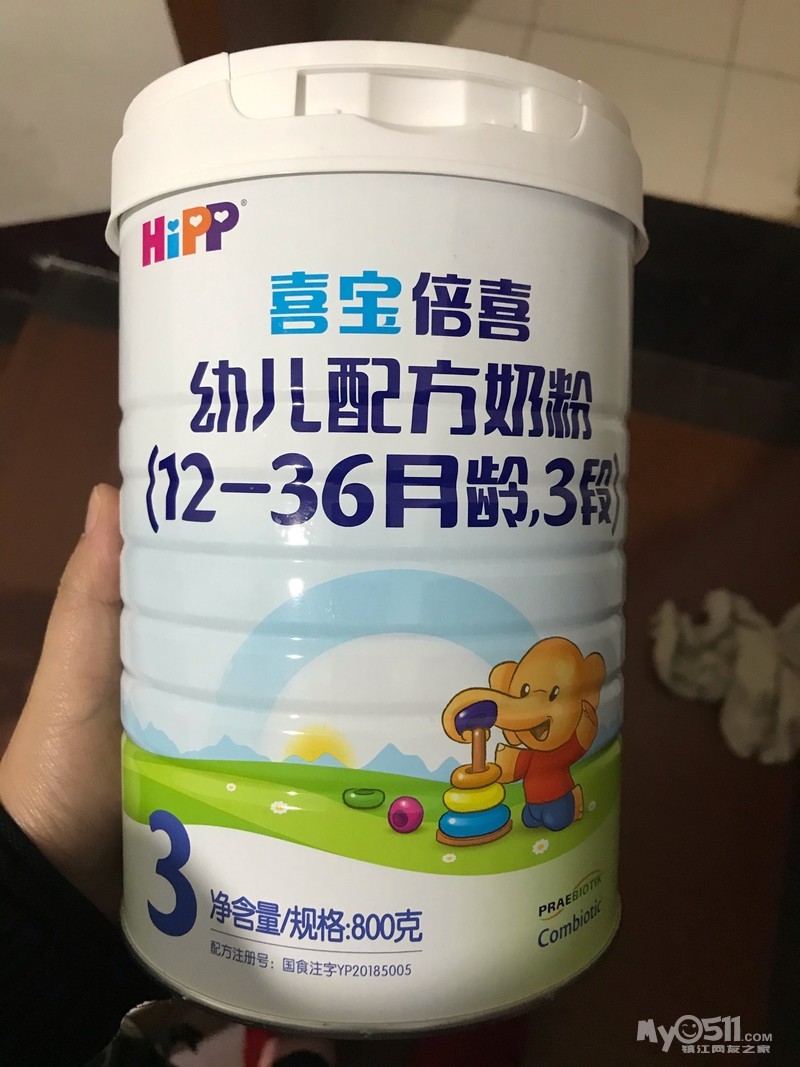 HiPP®
喜宝倍喜
幼儿配方奶粉
(12-36月龄,3段)
3
净含量/规格:800克
配方注册号：国食注字YP20185005
PRAEBIOTIK
Combiotic
MyO511.COM
镇江网友之家